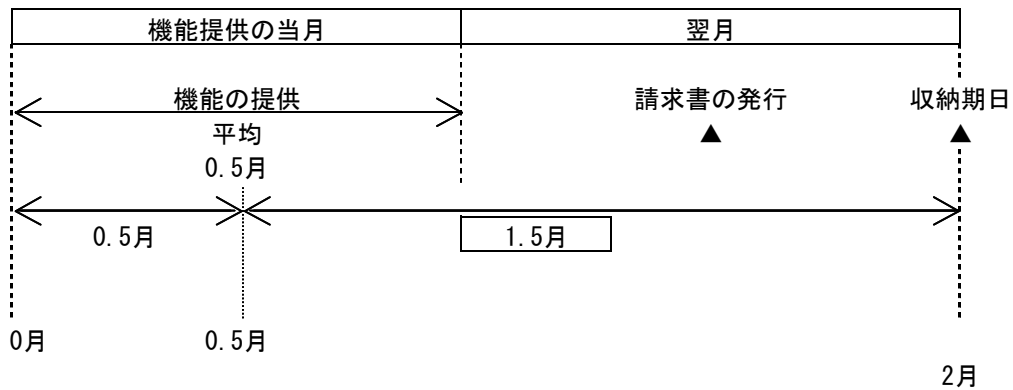 機能提供の当月 翌月
機能の提供 請求書の発行 収納期日
平均 ▲ ▲
0.5月
0.5月 1.5月
0月 0.5月
2月